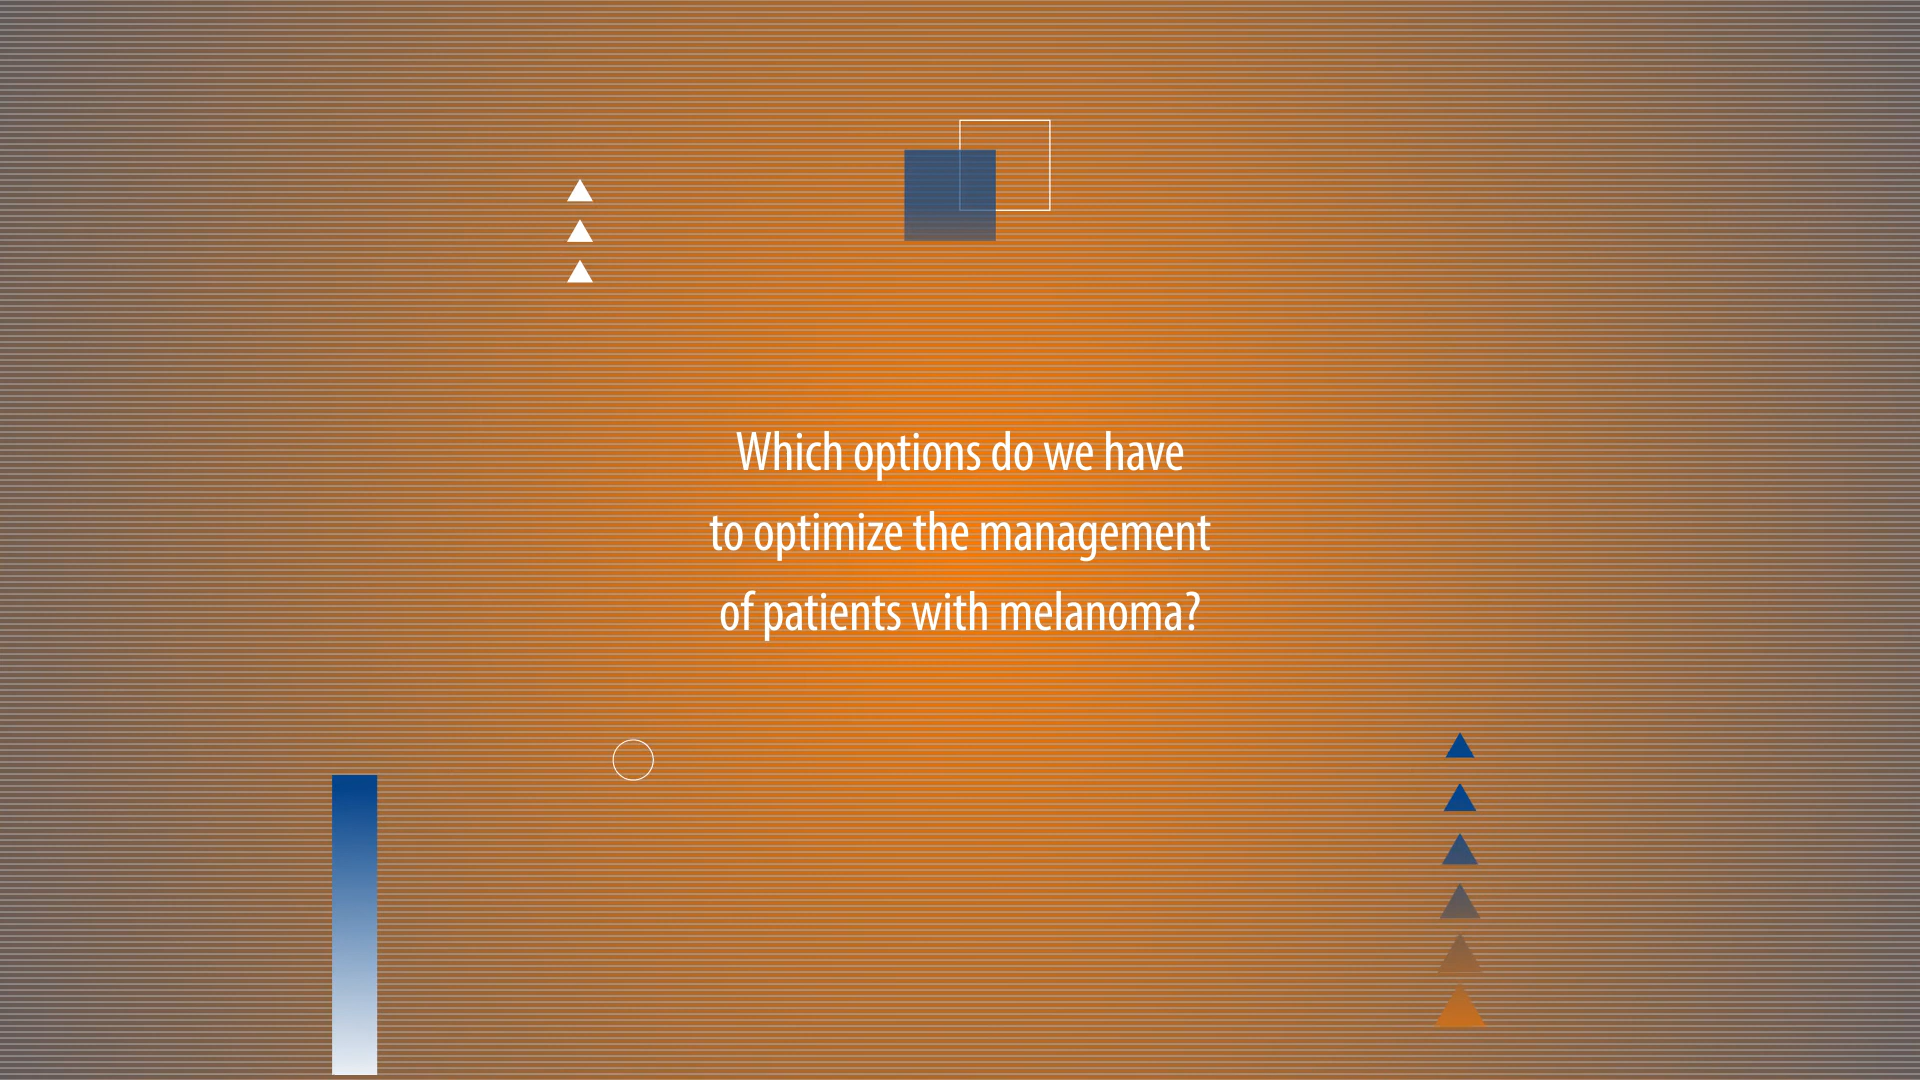 Which options do we have
to optimize the management
of patients with melanoma?